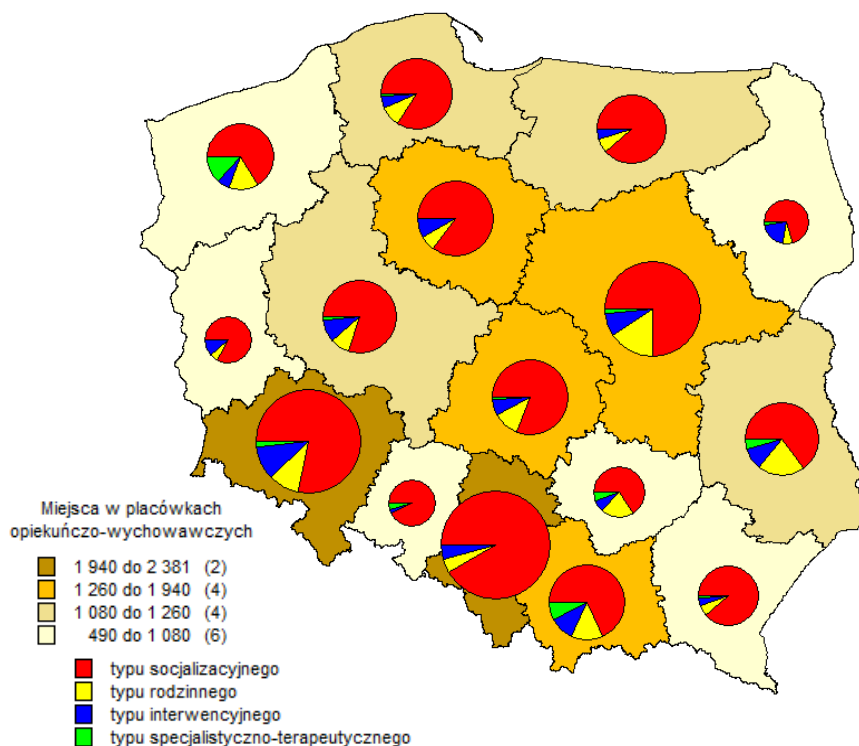 Miejsca w placówkach
opiekuńczo-wychowawczych
1 940 do 2 381 (2)
1 260 do 1 940 (4)
1 080 do 1 260 (4)
490 do 1 080 (6)
typu socjalizacyjnego
typu rodzinnego
typu interwencyjnego
typu specjalistyczno-terapeutycznego